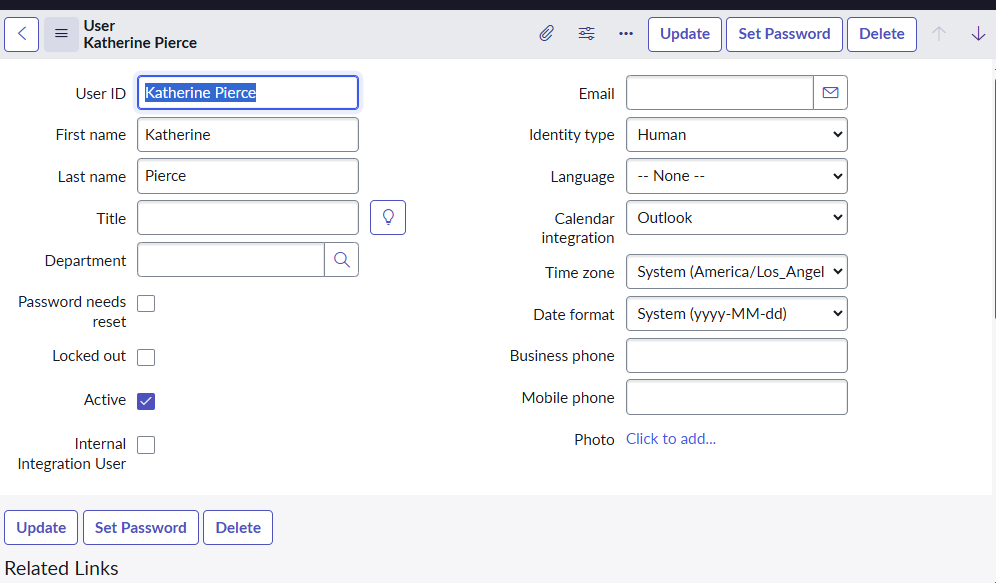 User
Katherine Pierce
Update
Set Password
Delete
User ID
Katherine Pierce
First name
Katherine
Last name
Pierce
Title
Department
Password needs
reset
Locked out
Active
Internal
Integration User
Email
Identity type
Human
Language
-- None --
Calendar
integration
Outlook
Time zone
System (America/Los_Angel
Date format
System (yyyy-MM-dd)
Business phone
Mobile phone
Photo
Click to add...
Update
Set Password
Delete
Related Links